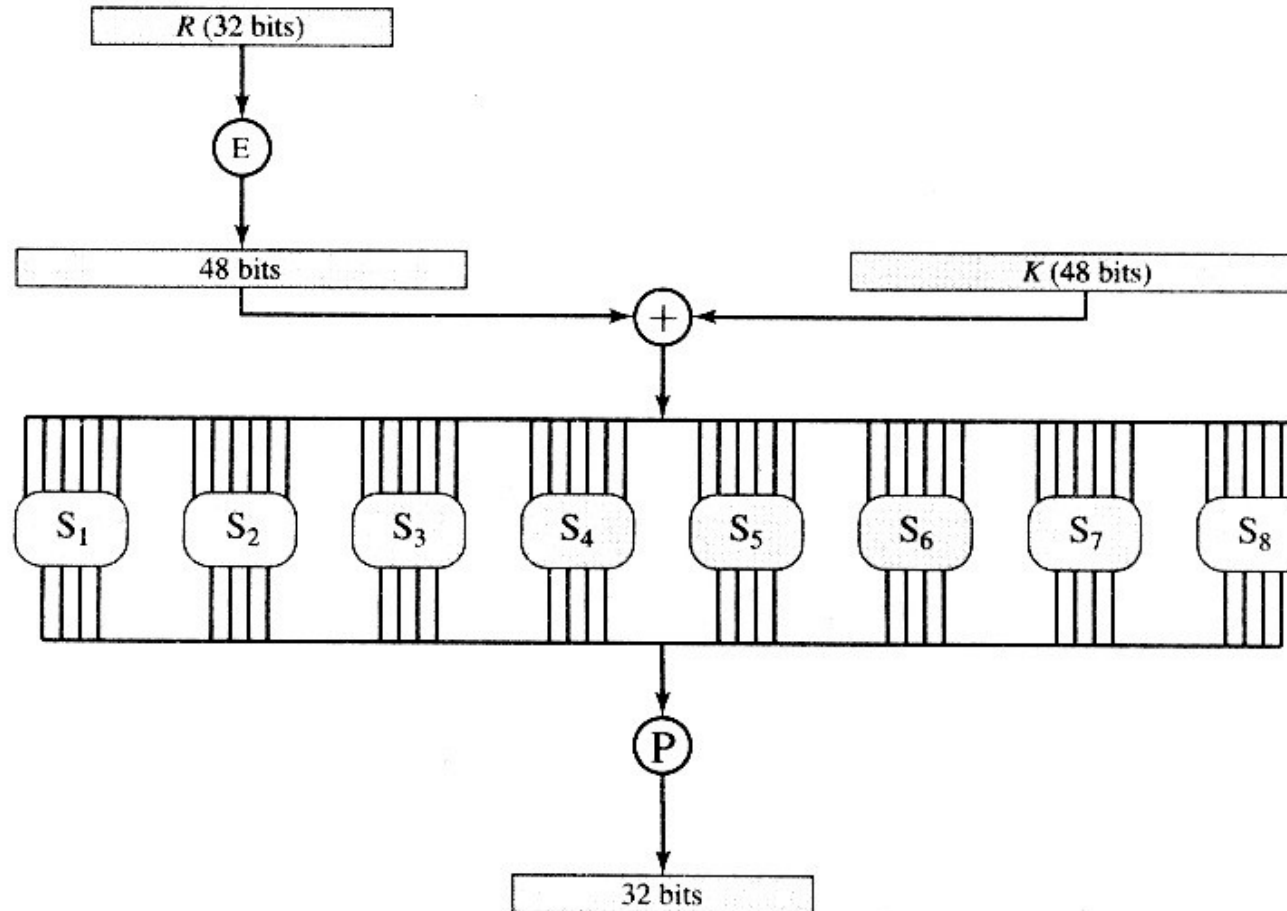 R (32 bits)
E
48 bits
K (48 bits)
+
S1 S2 S3 S4 S5 S6 S7 S8
P
32 bits